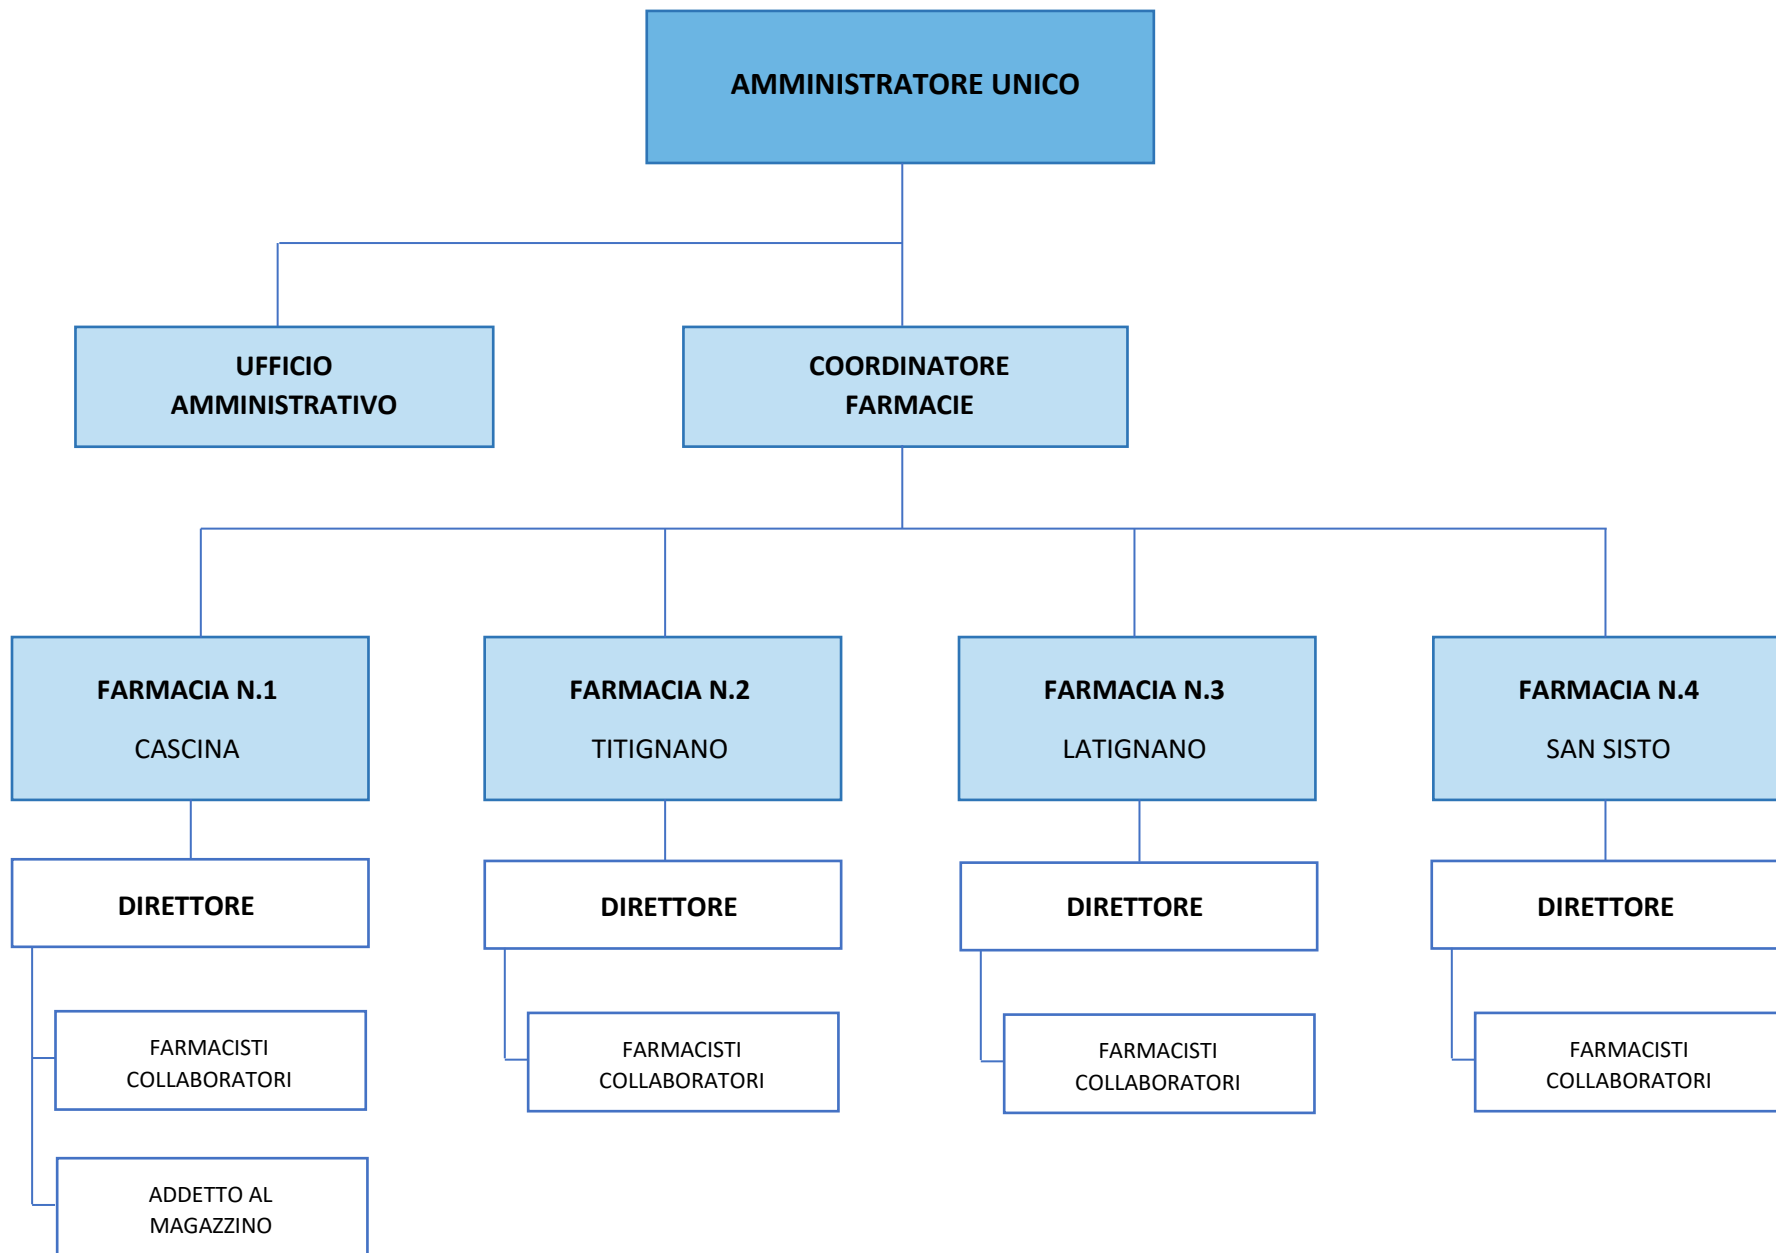 AMMINISTRATORE UNICO
UFFICIO
AMMINISTRATIVO
COORDINATORE
FARMACIE
FARMACIA N.1
CASCINA
FARMACIA N.2
TITIGNANO
FARMACIA N.3
LATIGNANO
FARMACIA N.4
SAN SISTO
DIRETTORE
DIRETTORE
DIRETTORE
DIRETTORE
FARMACISTI
COLLABORATORI
FARMACISTI
COLLABORATORI
FARMACISTI
COLLABORATORI
FARMACISTI
COLLABORATORI
ADDETTO AL
MAGAZZINO